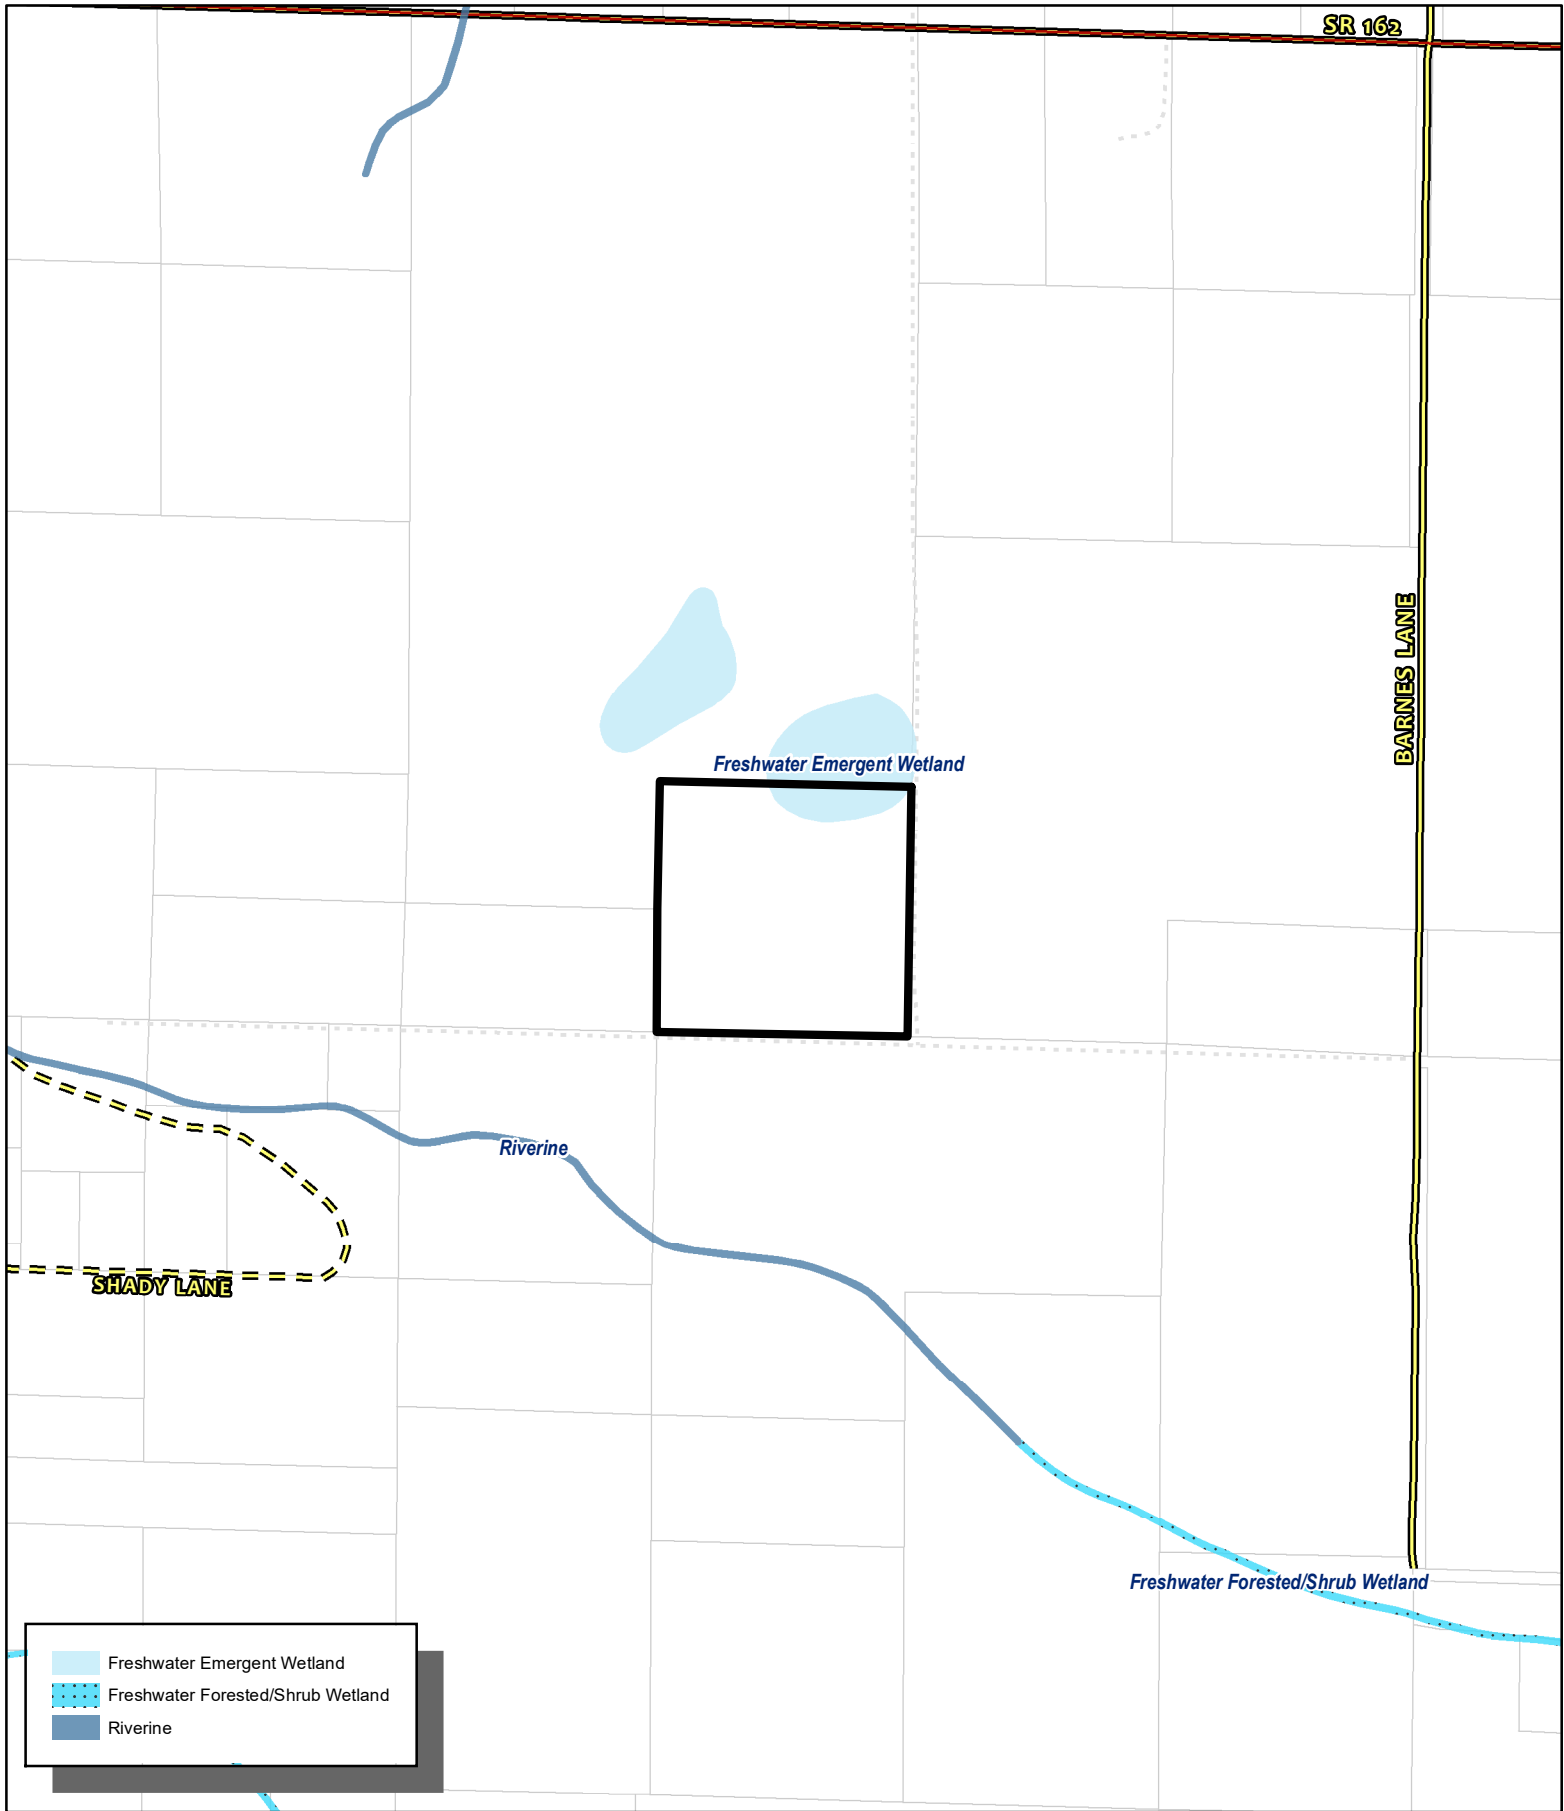 SR 162
BARNES LANE
Freshwater Emergent Wetland
Riverine
SHADY LANE
Freshwater Forested/Shrub Wetland
Freshwater Emergent Wetland
Freshwater Forested/Shrub Wetland
Riverine